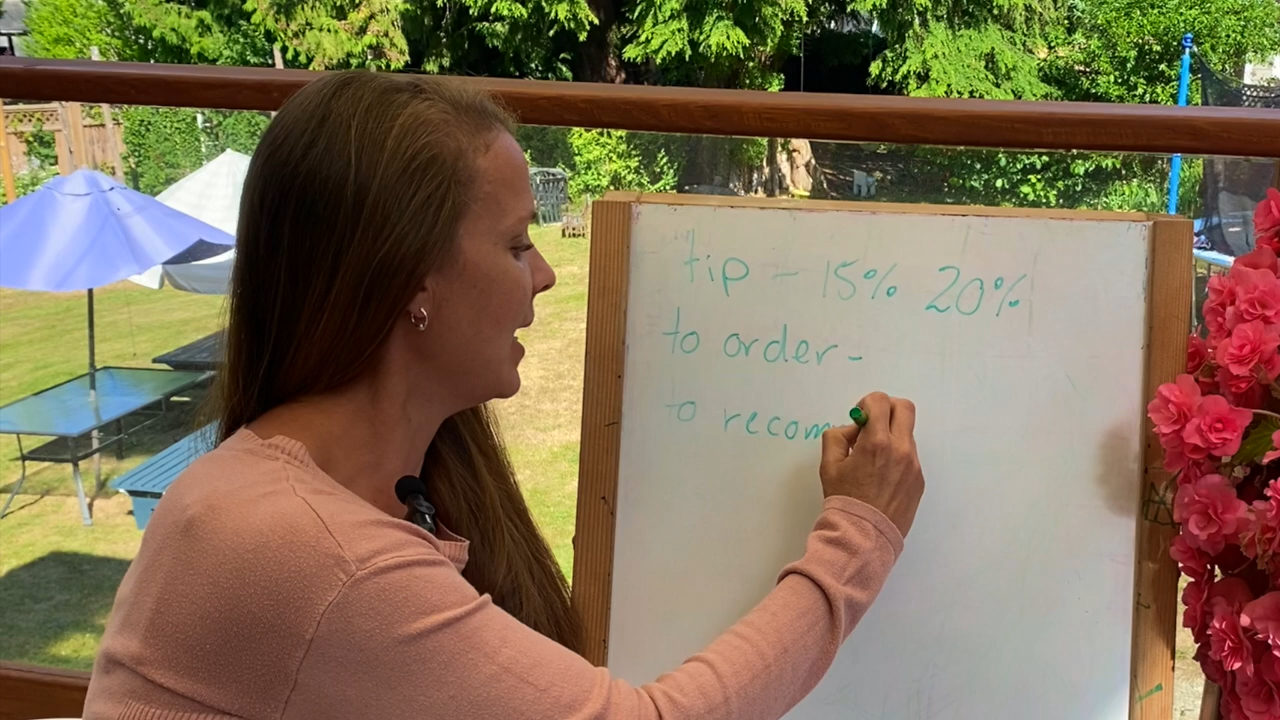 tip - 15% 20%
to order -
to recom